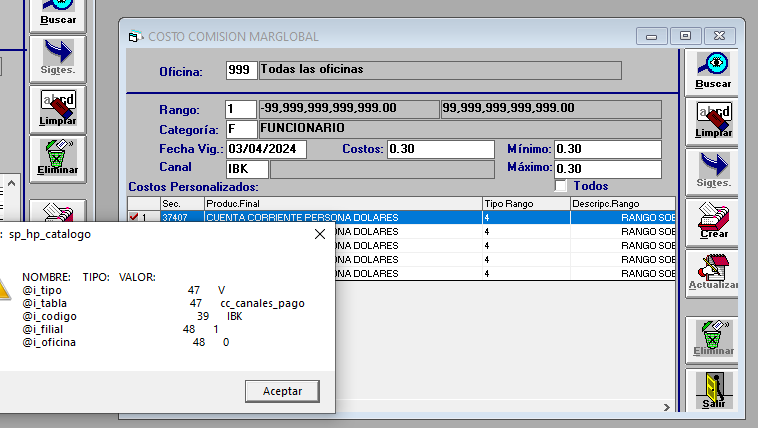 Buscar
Sigtes.
abcd
Limpiar
Eliminar
COSTO COMISION MARGLOBAL
Oficina: 999 Todas las oficinas
Rango: 1 -99,999,999,999,999.00 99,999,999,999,999.00
Categoría: F FUNCIONARIO
Fecha Vig.: 03/04/2024 Costos: 0.30 Mínimo: 0.30
Canal IBK Máximo: 0.30
Costos Personalizados: Todos
Sec. Produc.Final Tipo Rango Descripc.Rango
1 37407 CUENTA CORRIENTE PERSONA DOLARES 4 RANGO SOB
ONA DOLARES 4 RANGO SOB
ONA DOLARES 4 RANGO SOB
ONA DOLARES 4 RANGO SOB
ONA DOLARES 4 RANGO SOB
Buscar
abcd
Limpiar
Sigtes.
Crear
Actualizar
Eliminar
Salir
: sp_hp_catalogo
NOMBRE: TIPO: VALOR:
@i_tipo 47 V
@i_tabla 47 cc_canales_pago
@i_codigo 39 IBK
@i_filial 48 1
@i_oficina 48 0
Aceptar